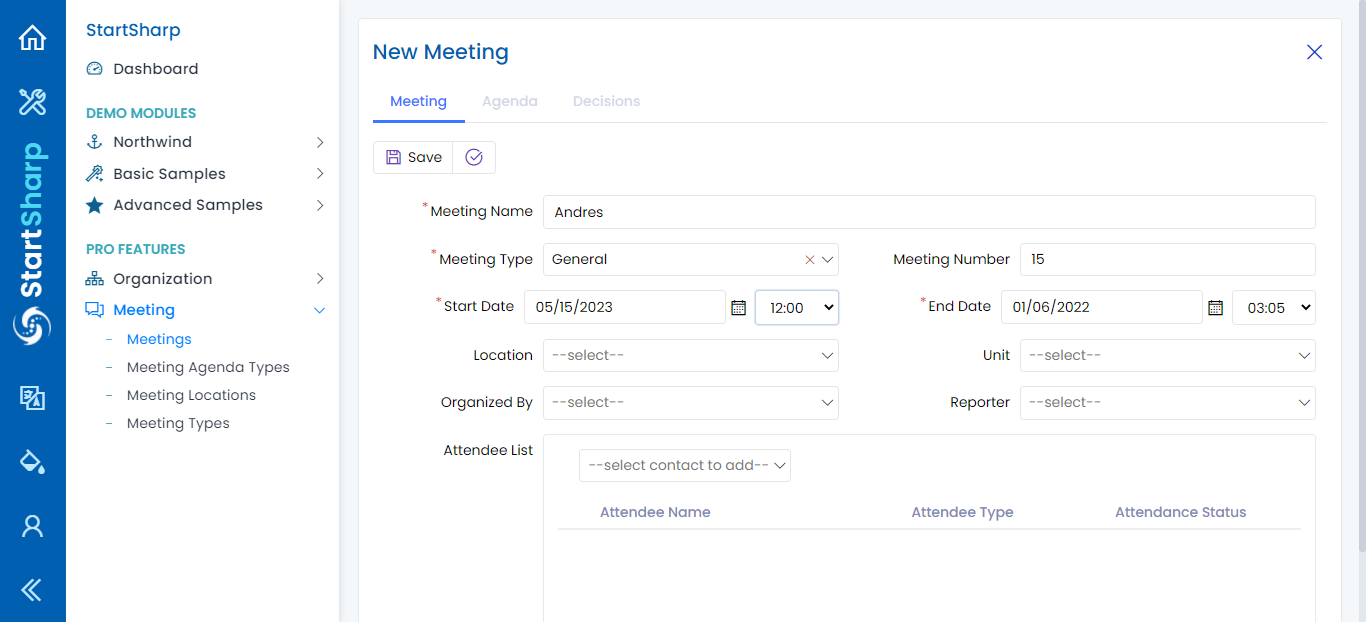 StartSharp
StartSharp
Dashboard
DEMO MODULES
Northwind
Basic Samples
Advanced Samples
PRO FEATURES
Organization
Meeting
Meetings
Meeting Agenda Types
Meeting Locations
Meeting Types
New Meeting
Meeting Agenda Decisions
Save
*Meeting Name Andres
*Meeting Type General Meeting Number 15
*Start Date 05/15/2023 12:00 *End Date 01/06/2022 03:05
Location --select-- Unit --select--
Organized By --select-- Reporter --select--
Attendee List
--select contact to add--
Attendee Name Attendee Type Attendance Status